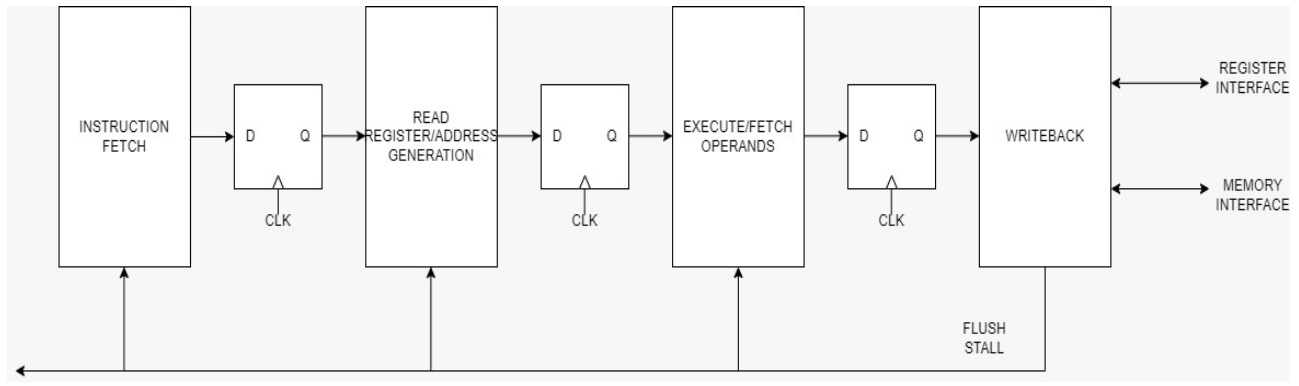 INSTRUCTION
FETCH
D
Q
CLK
READ
REGISTER/ADDRESS
GENERATION
D
Q
CLK
EXECUTE/FETCH
OPERANDS
D
Q
CLK
WRITEBACK
REGISTER
INTERFACE
MEMORY
INTERFACE
FLUSH
STALL